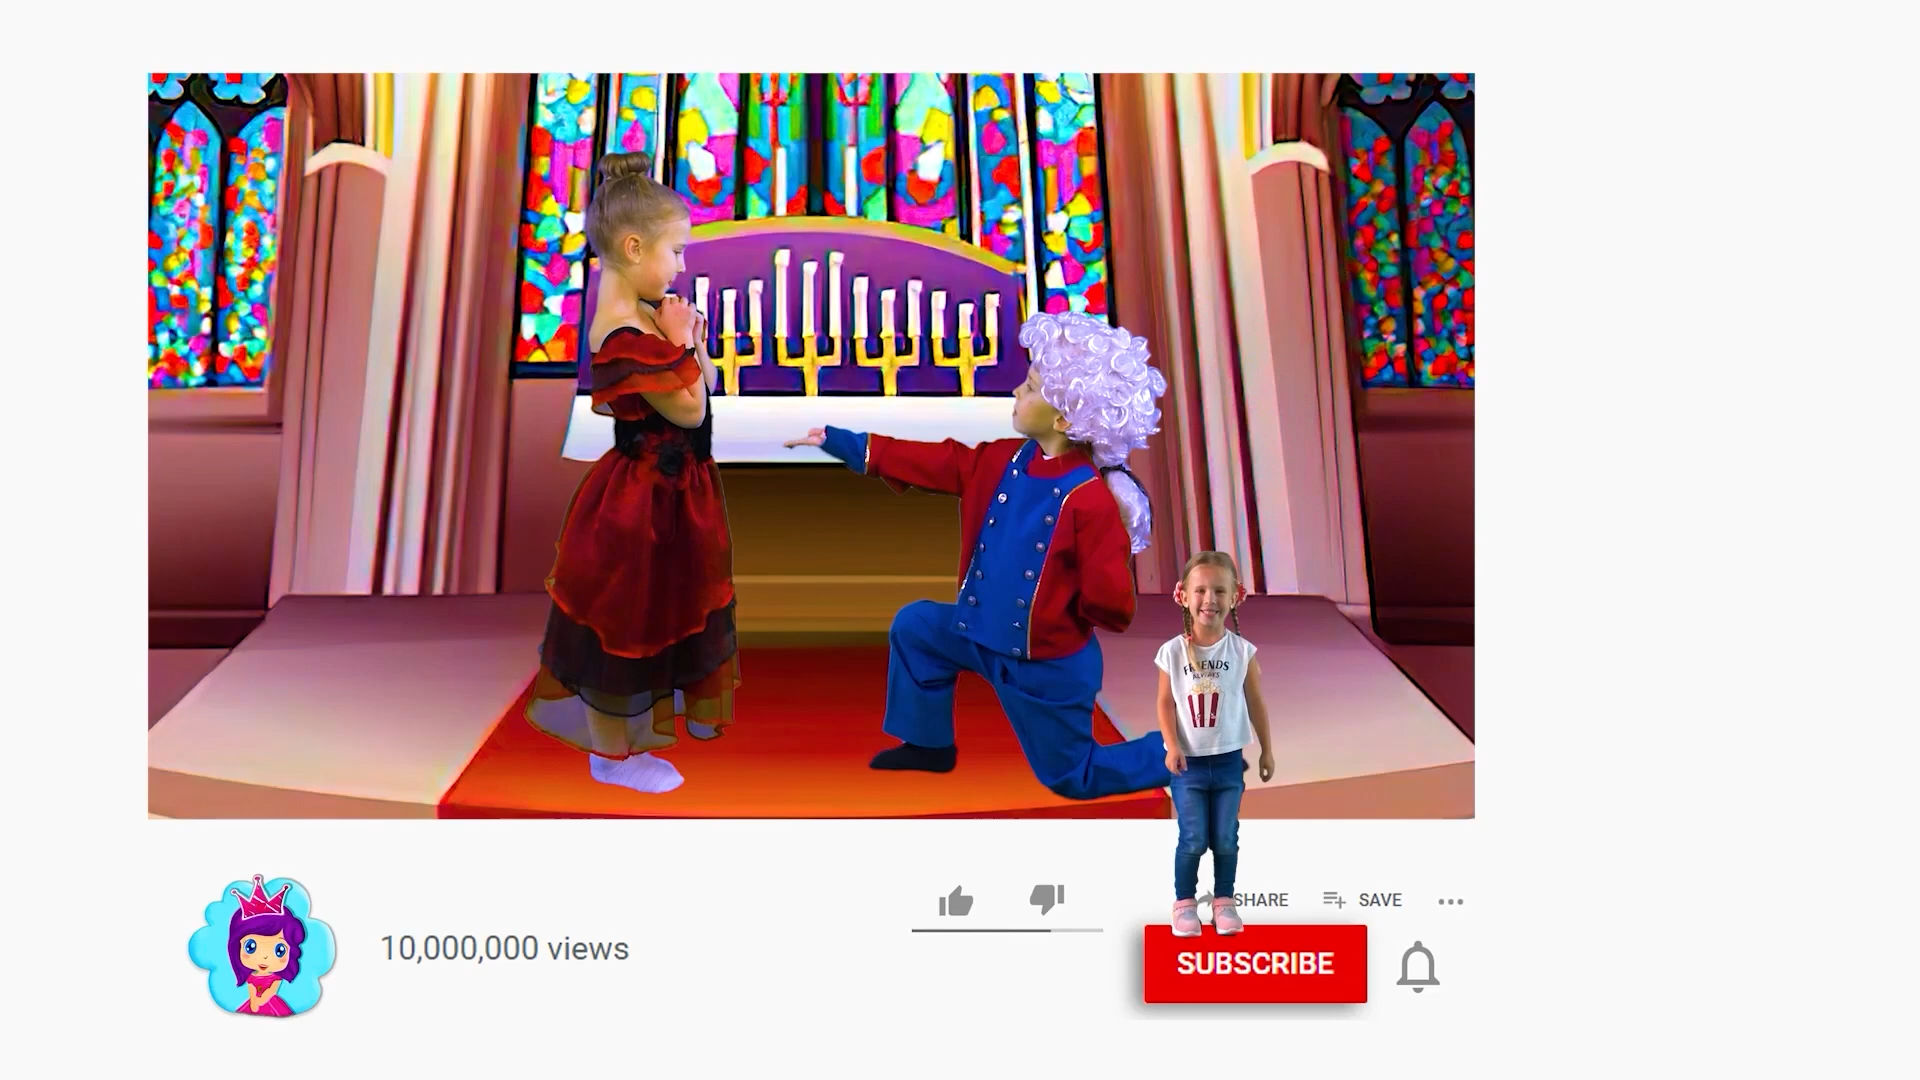 FRIENDS
ALWAYS
SHARE
SAVE
10,000,000 views
SUBSCRIBE